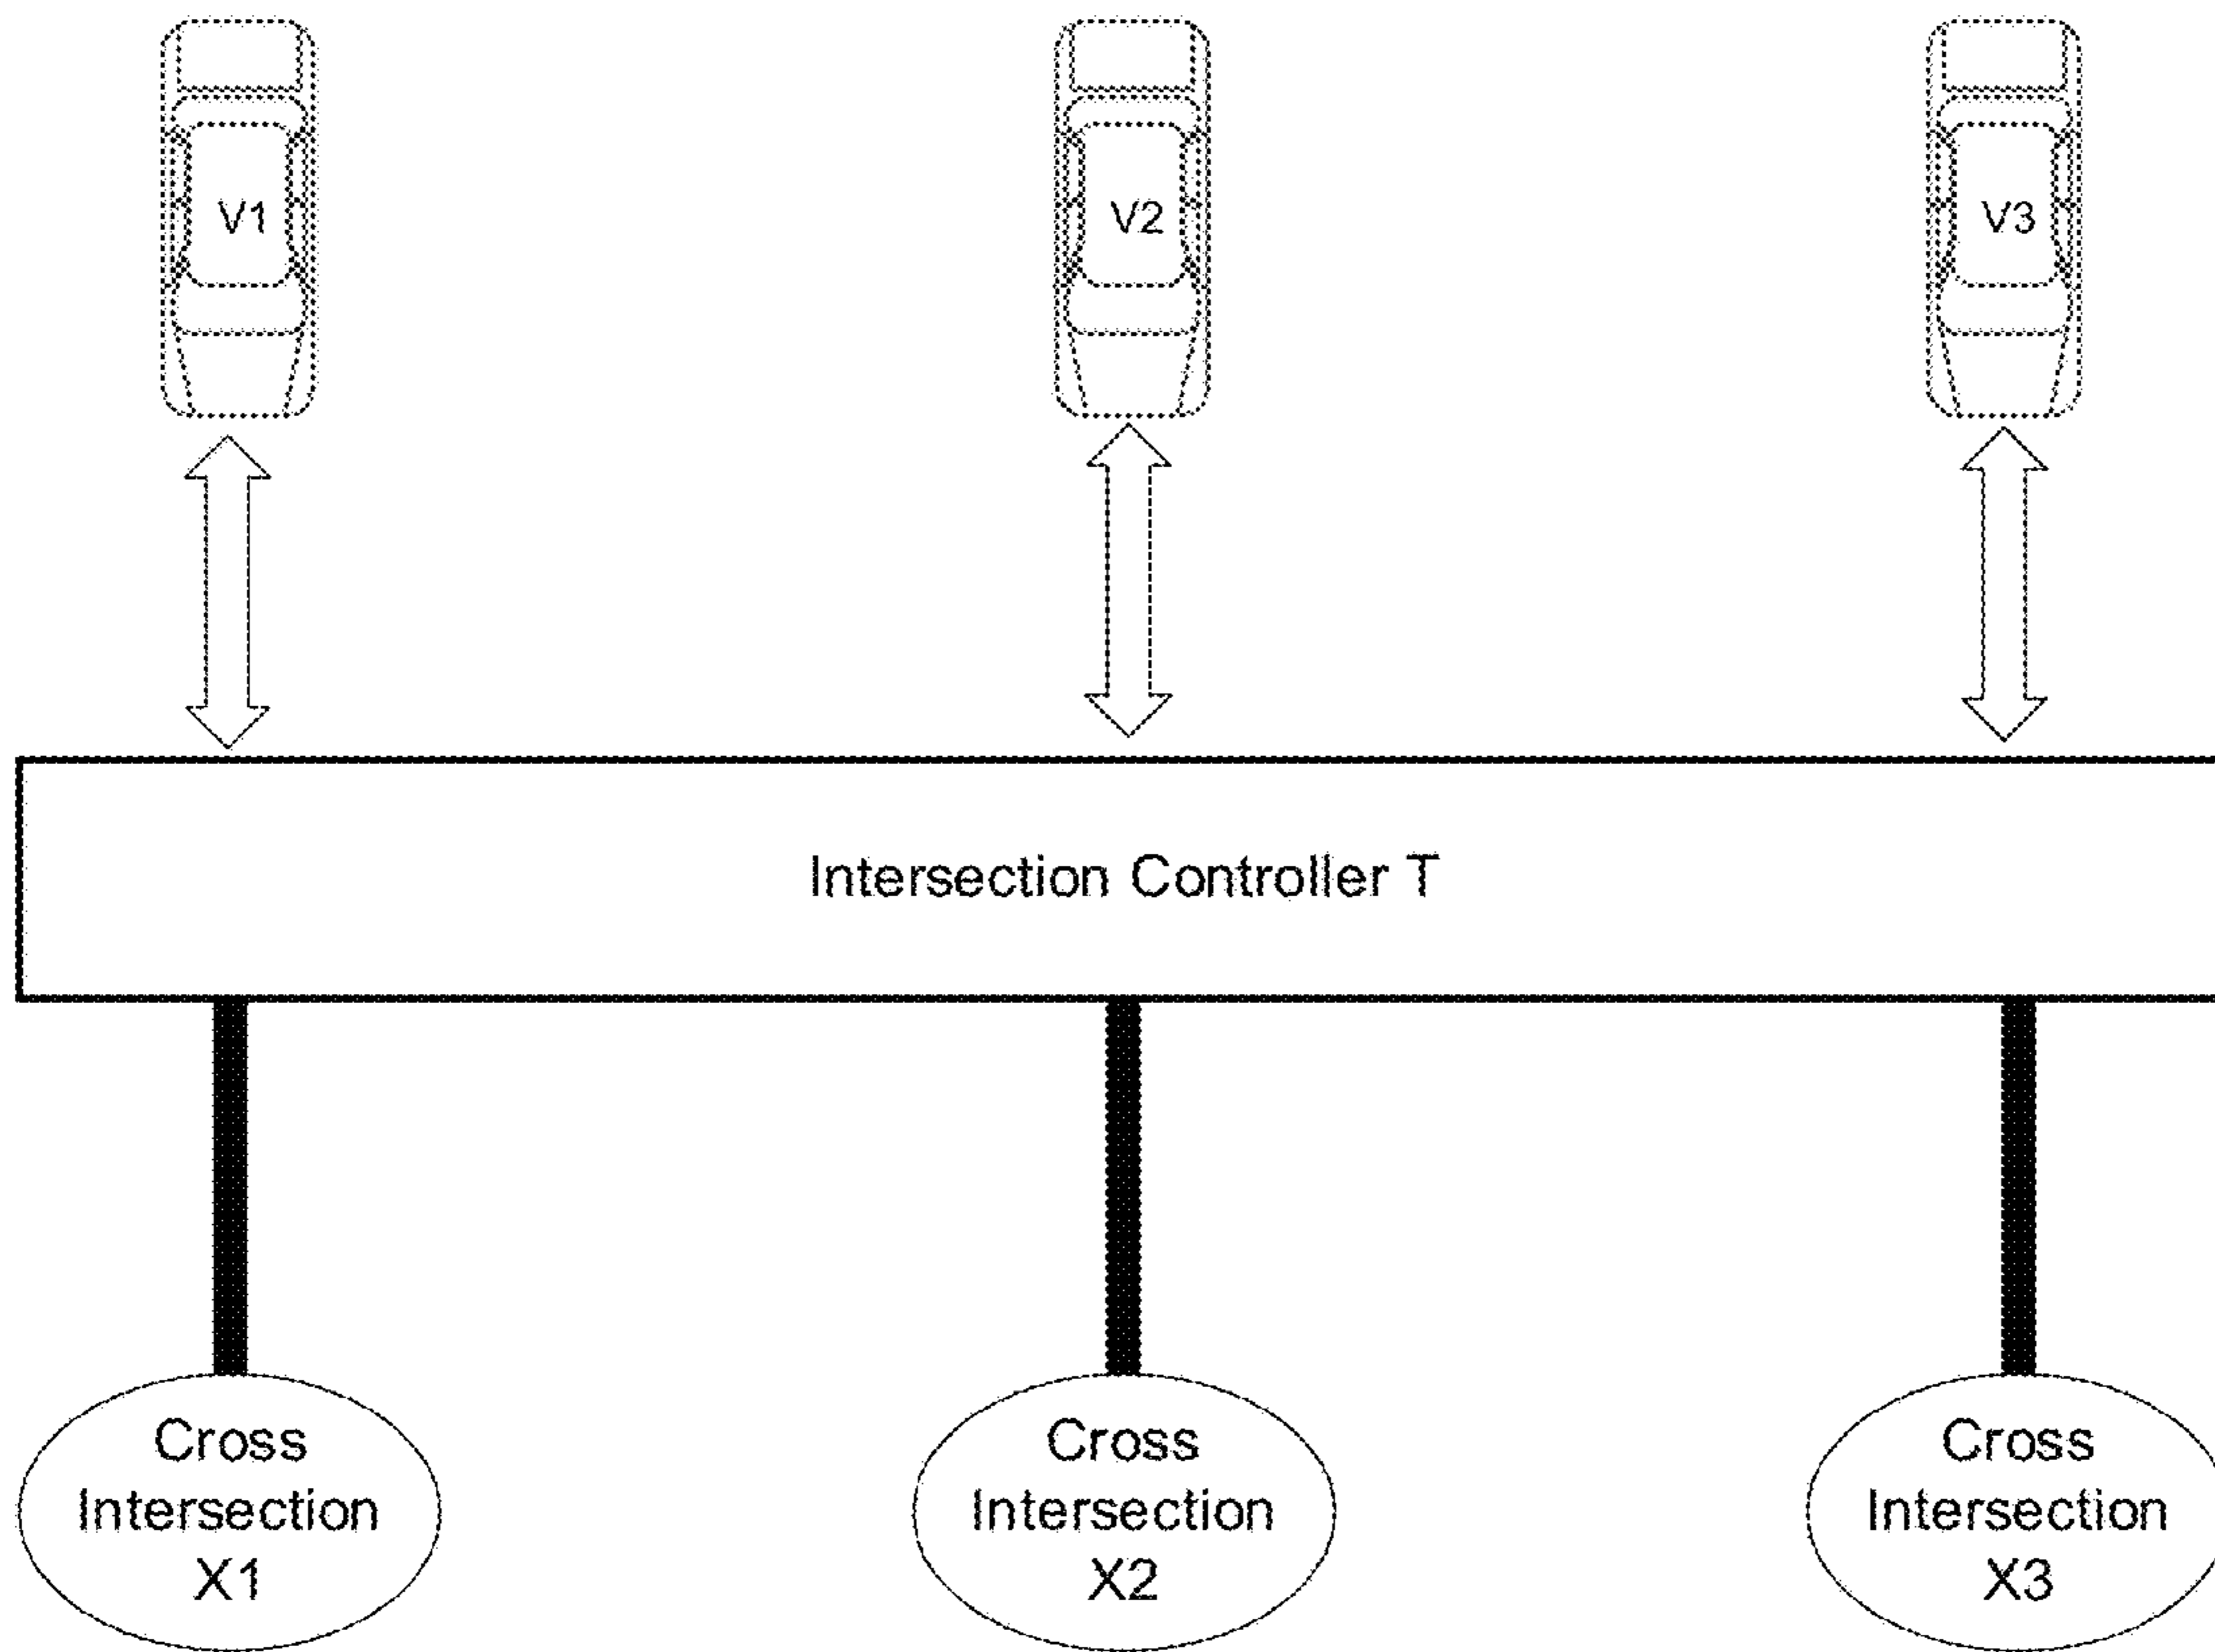 V1
V2
V3
Intersection Controller T
Cross
Intersection
X1
Cross
Intersection
X2
Cross
Intersection
X3